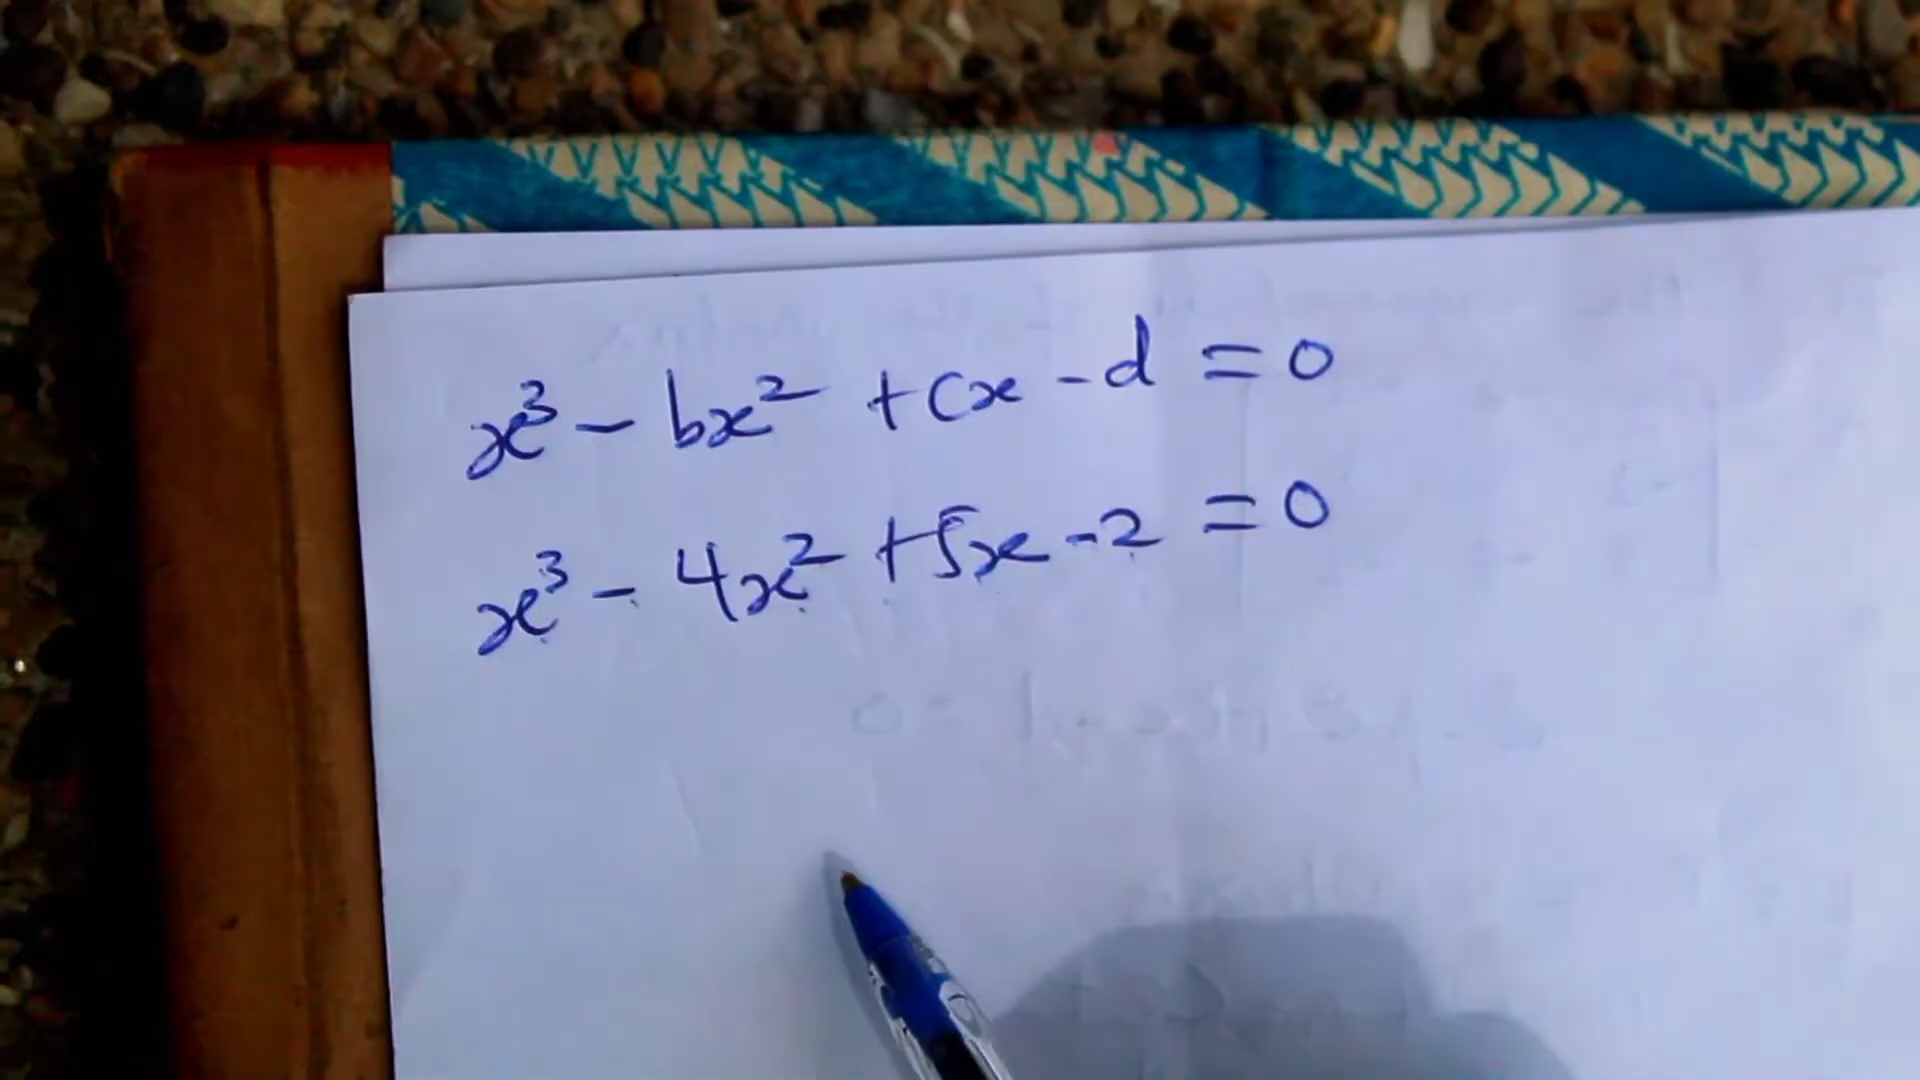 x³ - bx² + cx - d = 0
x³ - 4x² + 5x - 2 = 0